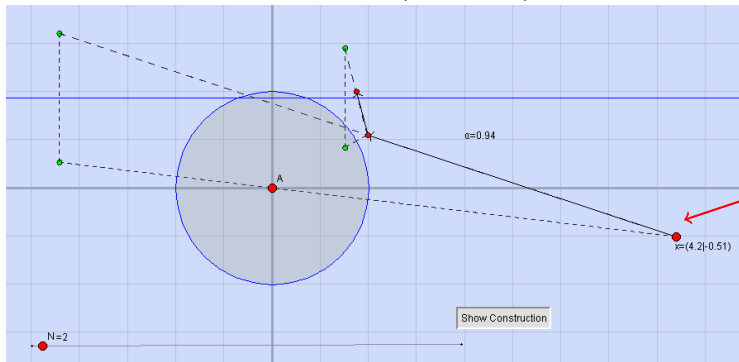 α=0.94
A
x=(4.2|-0.51)
Show Construction
N=2